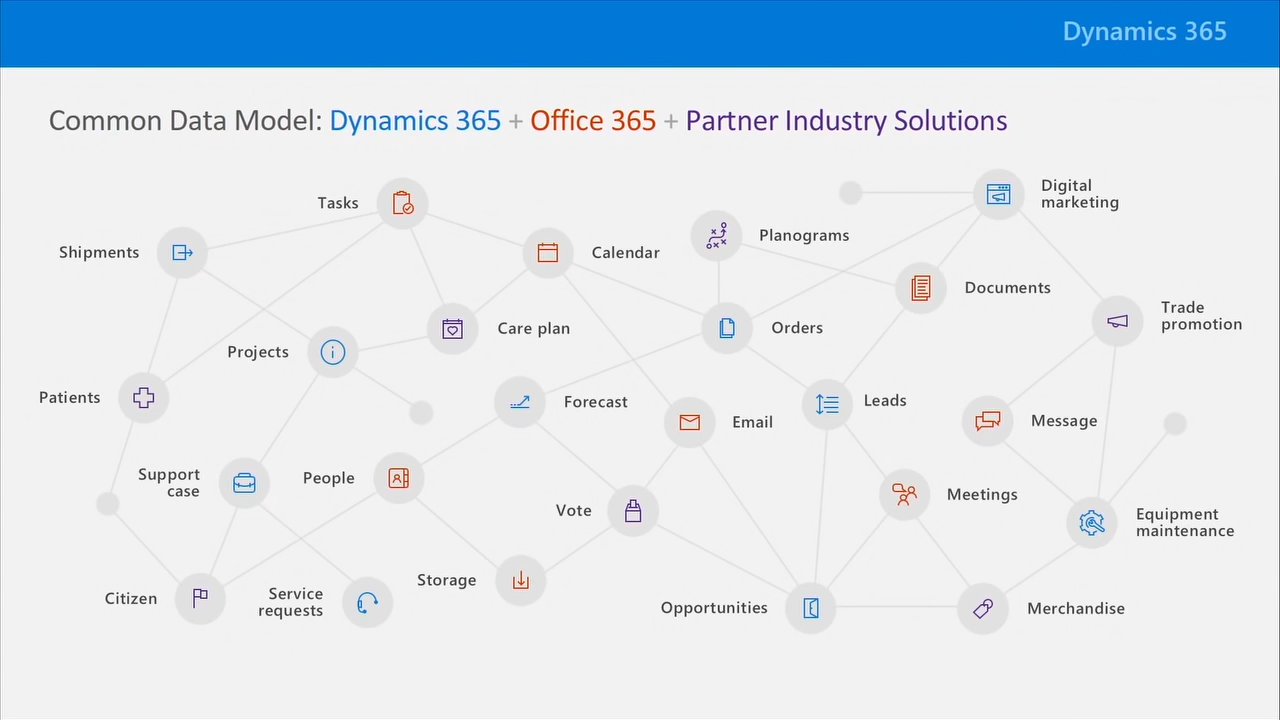 Dynamics 365
Common Data Model: Dynamics 365 + Office 365 + Partner Industry Solutions
Tasks
Digital
marketing
Shipments
Calendar
Planograms
Documents
Care plan
Orders
Trade
promotion
Projects
Patients
Forecast
Email
Leads
Message
Support
case
People
Vote
Meetings
Equipment
maintenance
Citizen
Service
requests
Storage
Opportunities
Merchandise